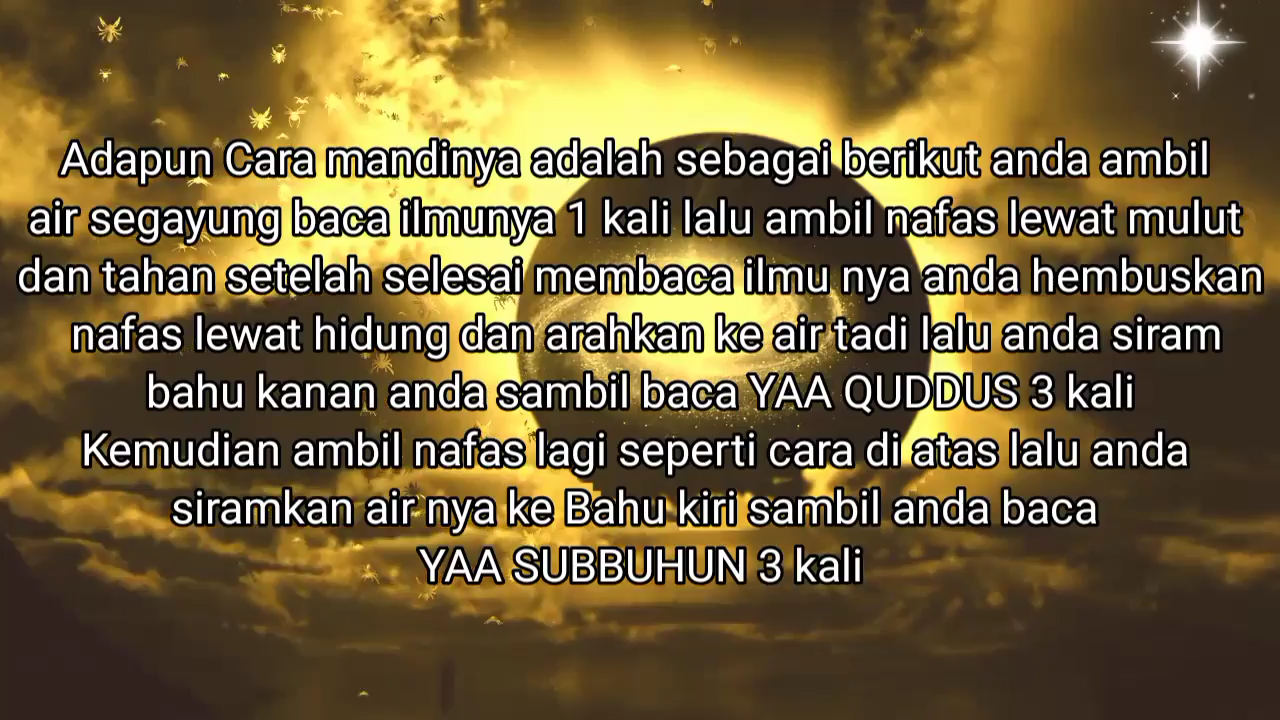 Adapun Cara mandinya adalah sebagai berikut anda ambil
air segayung baca ilmunya 1 kali lalu ambil nafas lewat mulut
dan tahan setelah selesai membaca ilmu nya anda hembuskan
nafas lewat hidung dan arahkan ke air tadi lalu anda siram
bahu kanan anda sambil baca YAA QUDDUS 3 kali
Kemudian ambil nafas lagi seperti cara di atas lalu anda
siramkan air nya ke Bahu kiri sambil anda baca
YAA SUBBUHUN 3 kali